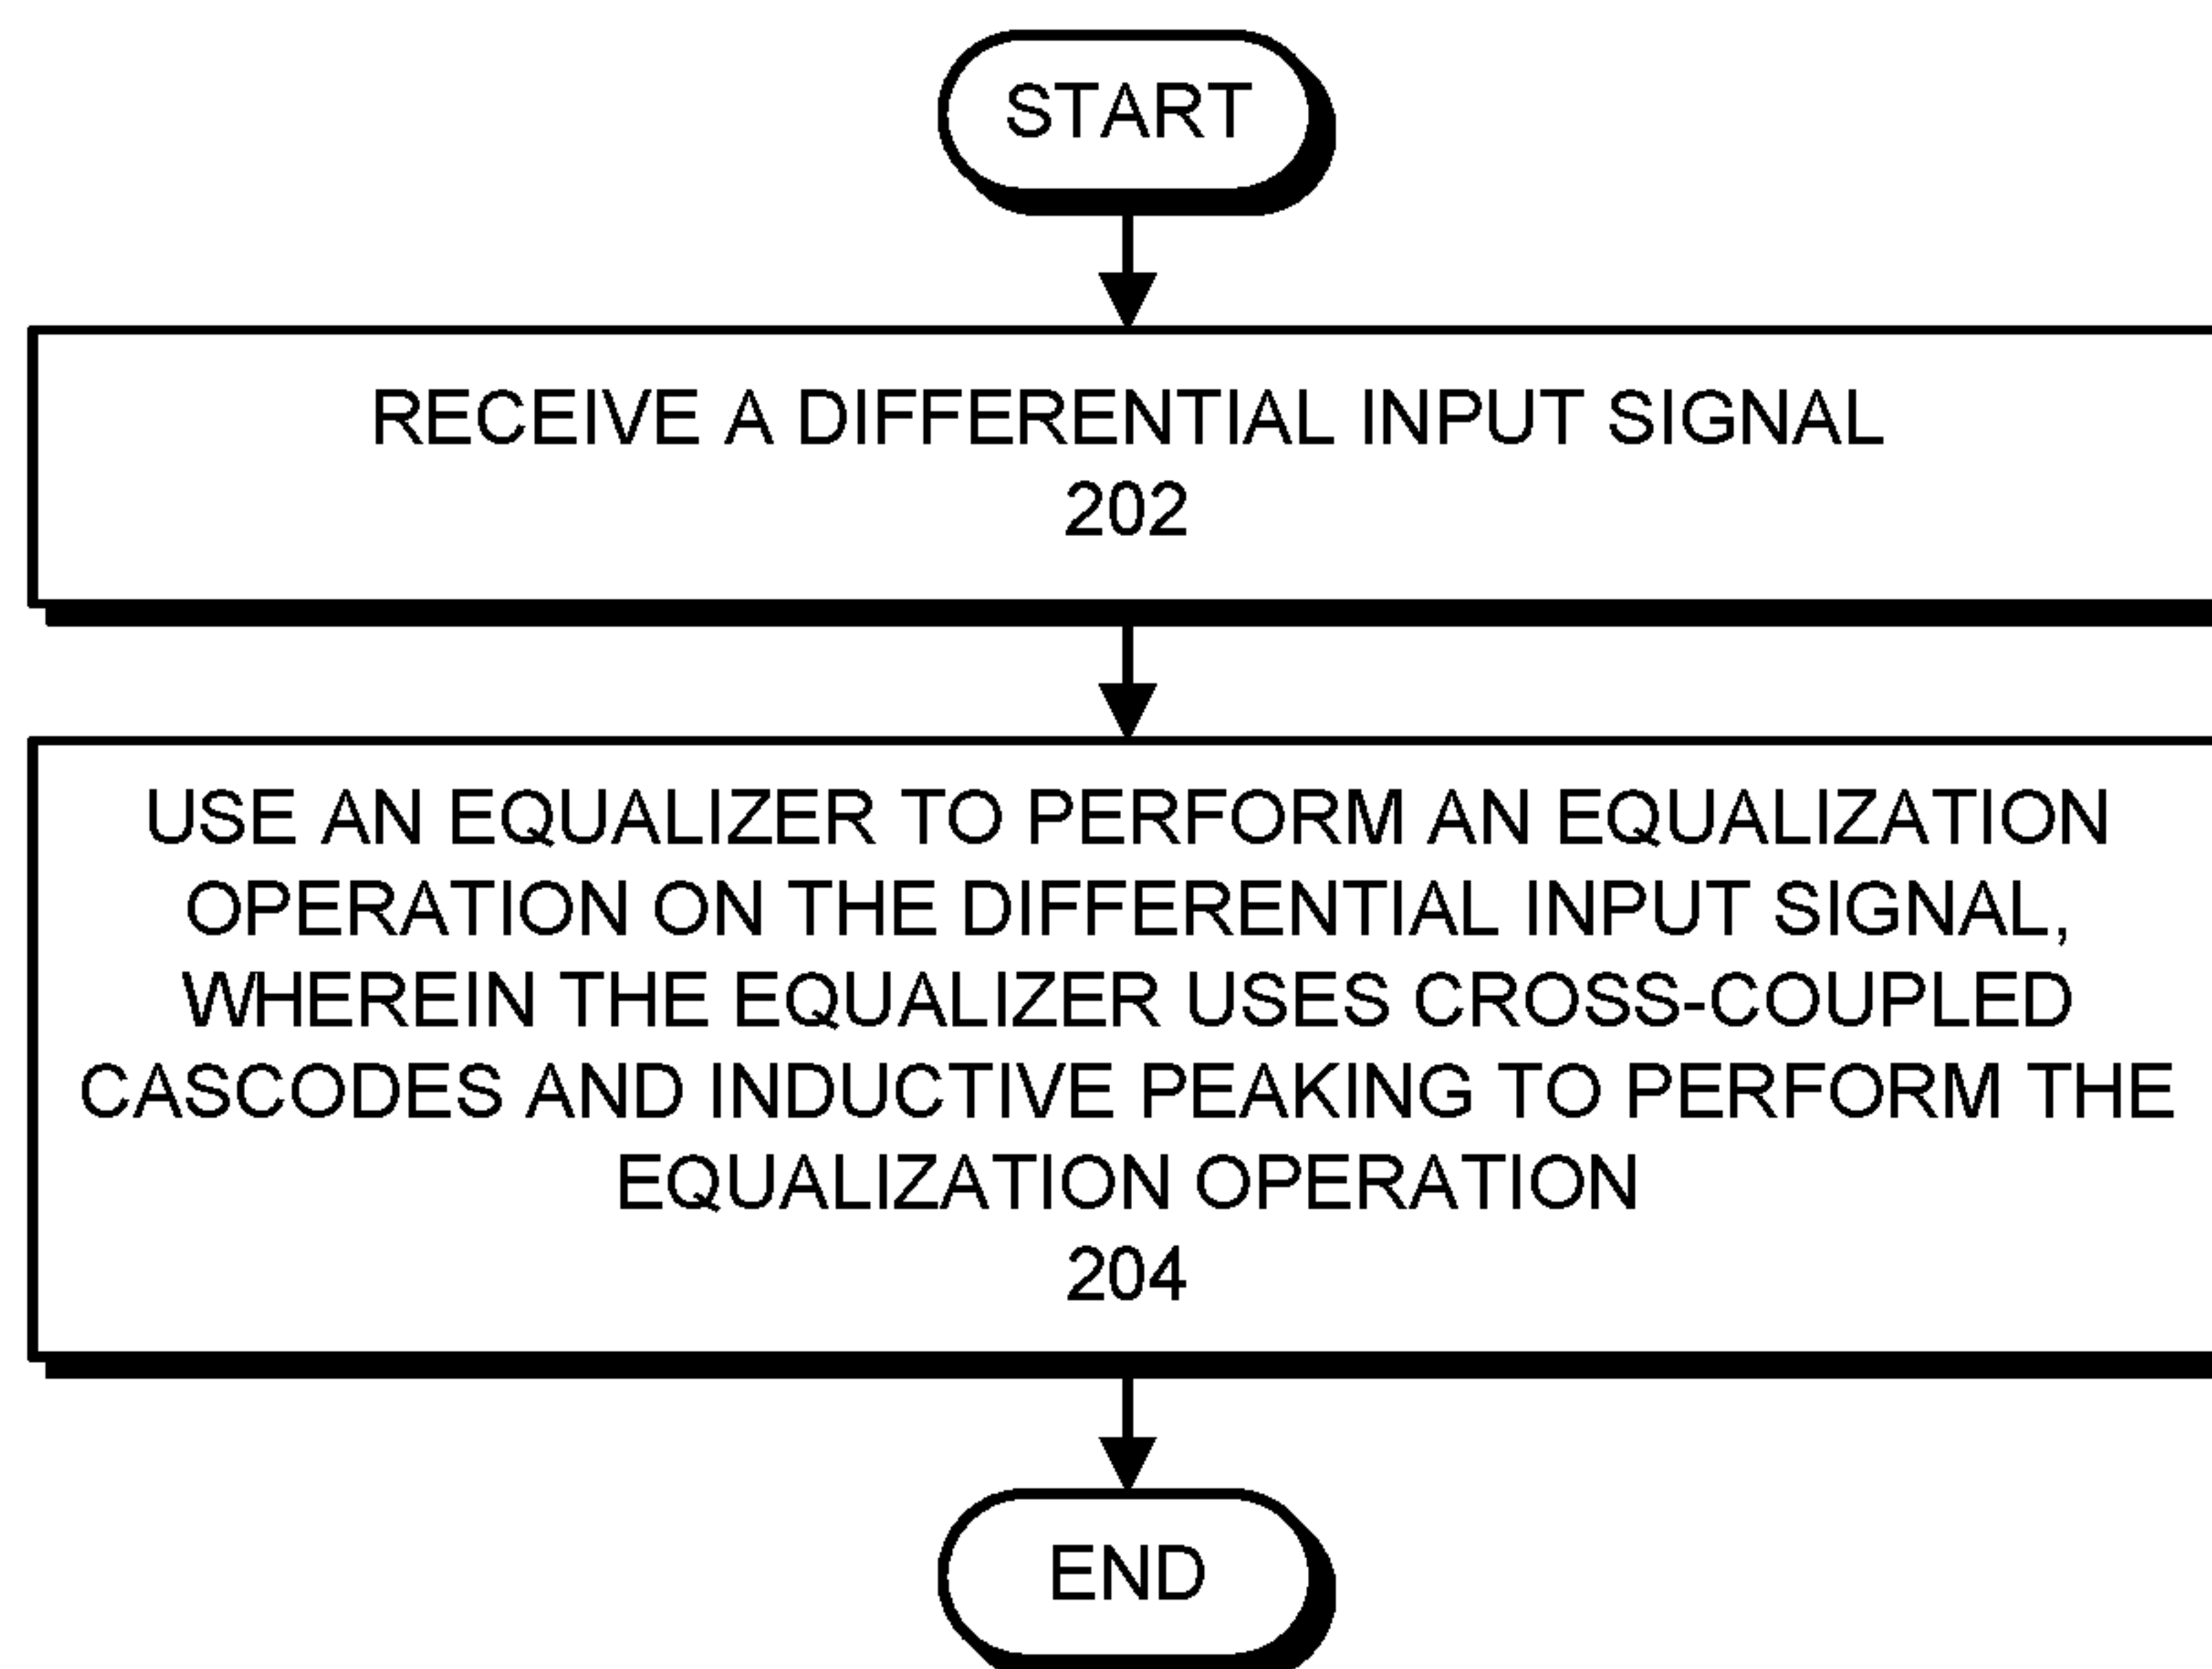 START
RECEIVE A DIFFERENTIAL INPUT SIGNAL
202
USE AN EQUALIZER TO PERFORM AN EQUALIZATION
OPERATION ON THE DIFFERENTIAL INPUT SIGNAL,
WHEREIN THE EQUALIZER USES CROSS-COUPLED
CASCODES AND INDUCTIVE PEAKING TO PERFORM THE
EQUALIZATION OPERATION
204
END